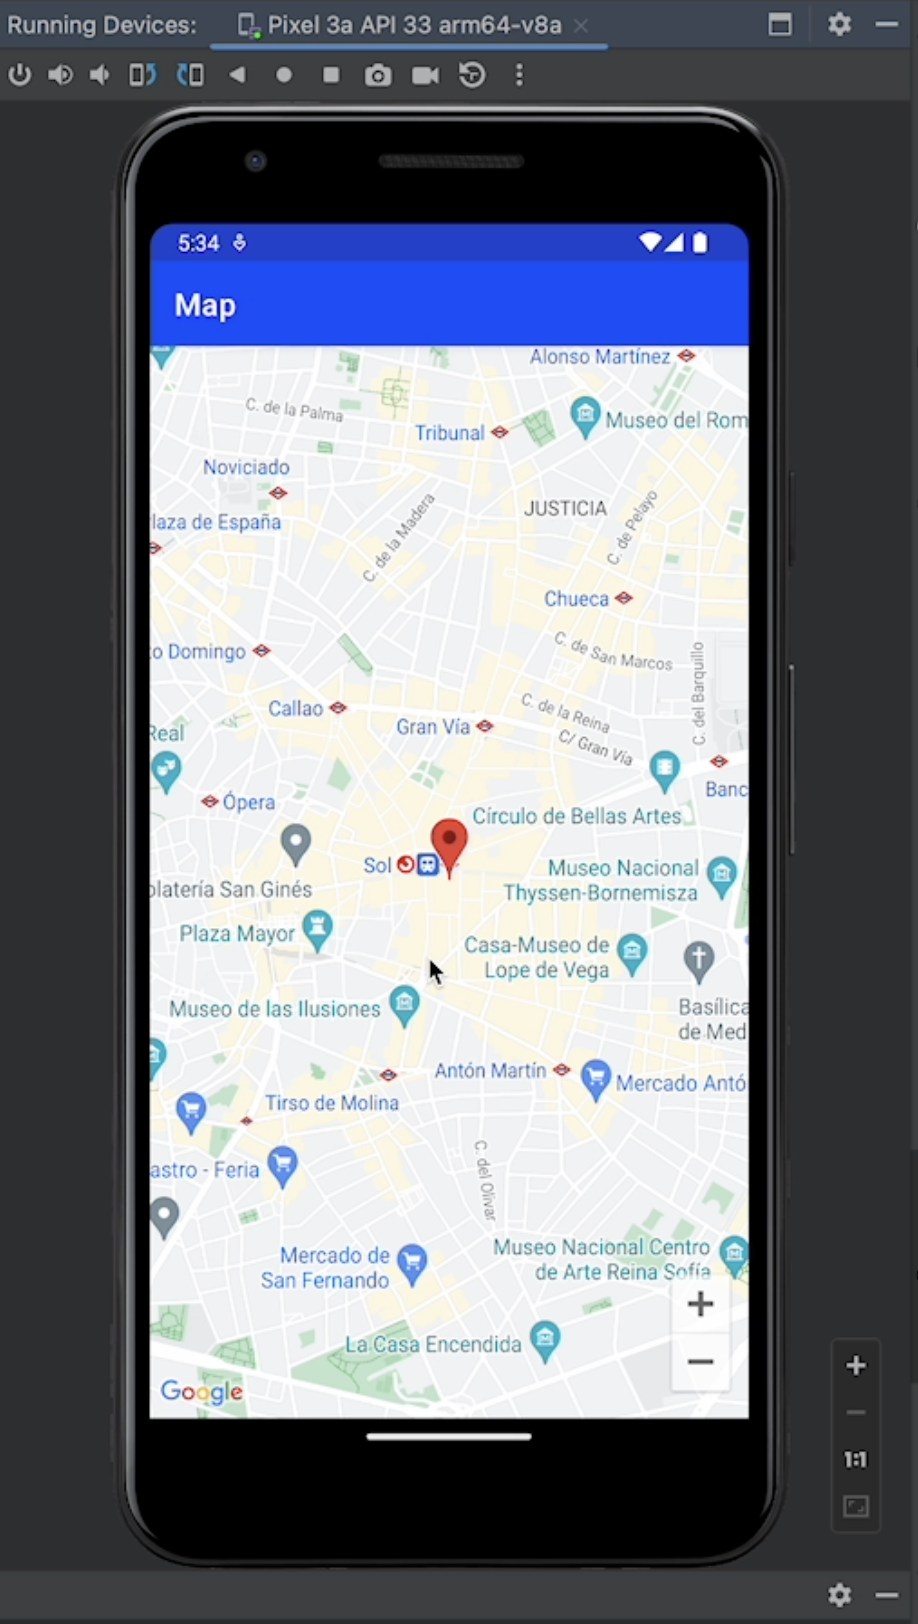 Running Devices: Pixel 3a API 33 arm64-v8a
5:34
Map
Alonso Martínez
C. de la Palma
Museo del Rom
Tribunal
Noviciado
JUSTICIA
C. de Pelayo
C. de la Madera
laza de España
Chueca
C. de San Marcos
C. del Barquillo
to Domingo
Callao
Gran Vía
C. de la Reina
C/ Gran Vía
Real
Banc
Ópera
Círculo de Bellas Artes
Sol
Museo Nacional
Thyssen-Bornemisza
olatería San Ginés
Plaza Mayor
Casa-Museo de
Lope de Vega
Museo de las Ilusiones
Basílica
de Med
Antón Martín
Mercado Antó
Tirso de Molina
astro - Feria
C. del Olivar
Mercado de
San Fernando
Museo Nacional Centro
de Arte Reina Sofía
La Casa Encendida
Google
1:1